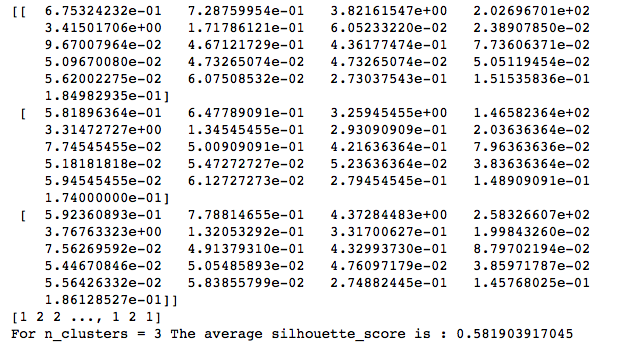 [[ 6.75324232e-01 7.28759954e-01 3.82161547e+00 2.02696701e+02
3.41501706e+00 1.71786121e-01 6.05233220e-02 2.38907850e-02
9.67007964e-02 4.67121729e-01 4.36177474e-01 7.73606371e-02
5.09670080e-02 4.73265074e-02 4.73265074e-02 5.05119454e-02
5.62002275e-02 6.07508532e-02 2.73037543e-01 1.51535836e-01
1.84982935e-01]
[ 5.81896364e-01 6.47789091e-01 3.25945455e+00 1.46582364e+02
3.31472727e+00 1.34545455e-01 2.93090909e-01 2.03636364e-02
7.74545455e-02 5.00909091e-01 4.21636364e-01 7.96363636e-02
5.18181818e-02 5.47272727e-02 5.23636364e-02 3.83636364e-02
5.94545455e-02 6.12727273e-02 2.79454545e-01 1.48909091e-01
1.74000000e-01]
[ 5.92360893e-01 7.78814655e-01 4.37284483e+00 2.58326607e+02
3.76763323e+00 1.32053292e-01 3.31700627e-01 1.99843260e-02
7.56269592e-02 4.91379310e-01 4.32993730e-01 8.79702194e-02
5.44670846e-02 5.05485893e-02 4.76097179e-02 3.85971787e-02
5.56426332e-02 5.83855799e-02 2.74882445e-01 1.45768025e-01
1.86128527e-01]]
[1 2 2 ..., 1 2 1]
For n_clusters = 3 The average silhouette_score is : 0.581903917045